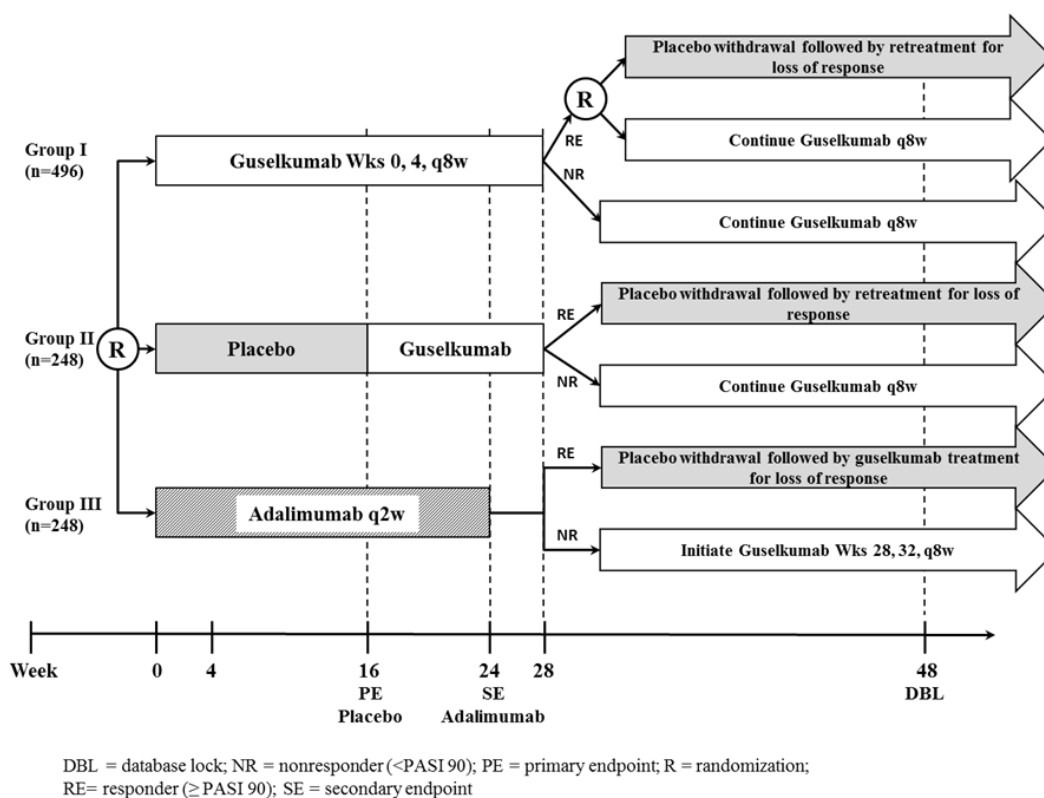 Placebo withdrawal followed by retreatment for
loss of response
R
RE
Group I
(n=496)
Guselkumab Wks 0, 4, q8w
Continue Guselkumab q8w
NR
Continue Guselkumab q8w
Placebo withdrawal followed by retreatment for loss of
response
RE
Group II
(n=248)
R
Placebo
Guselkumab
NR
Continue Guselkumab q8w
RE
Placebo withdrawal followed by guselkumab treatment
for loss of response
Group III
(n=248)
Adalimumab q2w
NR
Initiate Guselkumab Wks 28, 32, q8w
Week
0
4
16
24
28
48
PE
SE
DBL
Placebo
Adalimumab
DBL = database lock; NR = nonresponder (<PASI 90); PE = primary endpoint; R = randomization;
RE= responder (≥ PASI 90); SE = secondary endpoint